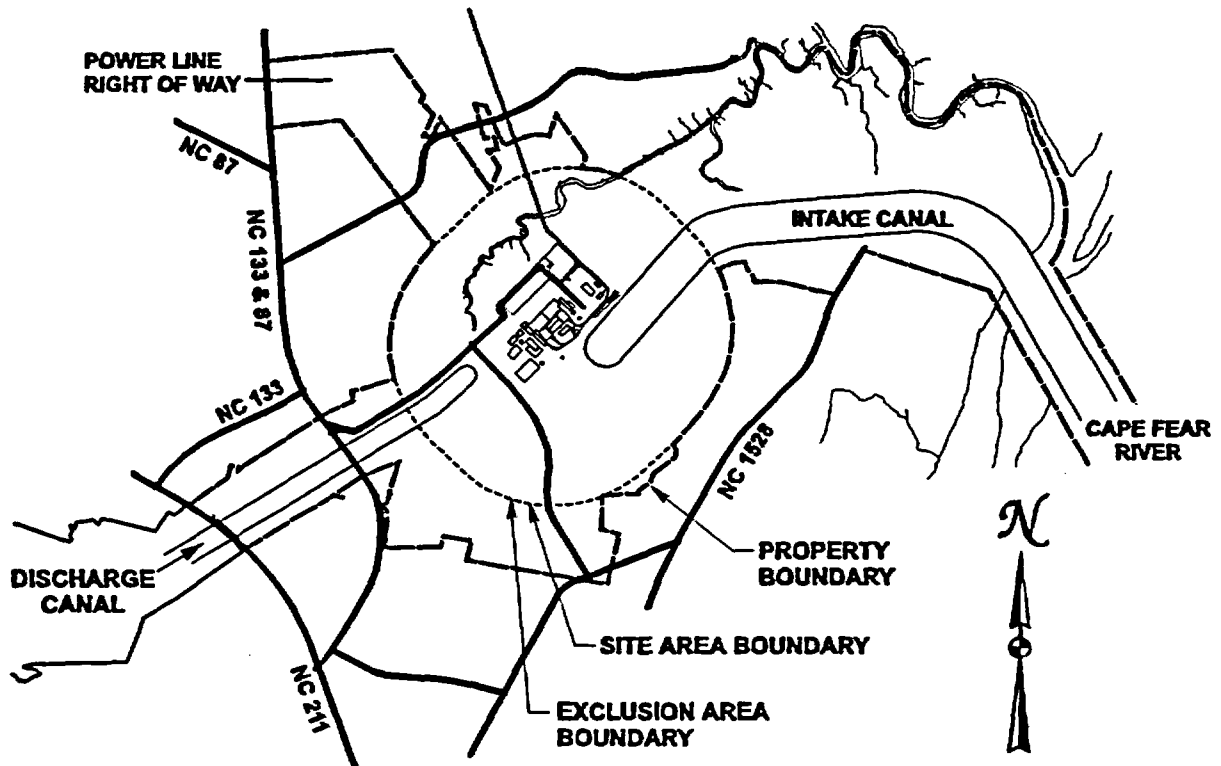 POWER LINE
RIGHT OF WAY
NC 87
NC 133 & 87
INTAKE CANAL
NC 133
CAPE FEAR
RIVER
NC 1528
N
PROPERTY
BOUNDARY
DISCHARGE
CANAL
SITE AREA BOUNDARY
NC 211
EXCLUSION AREA
BOUNDARY